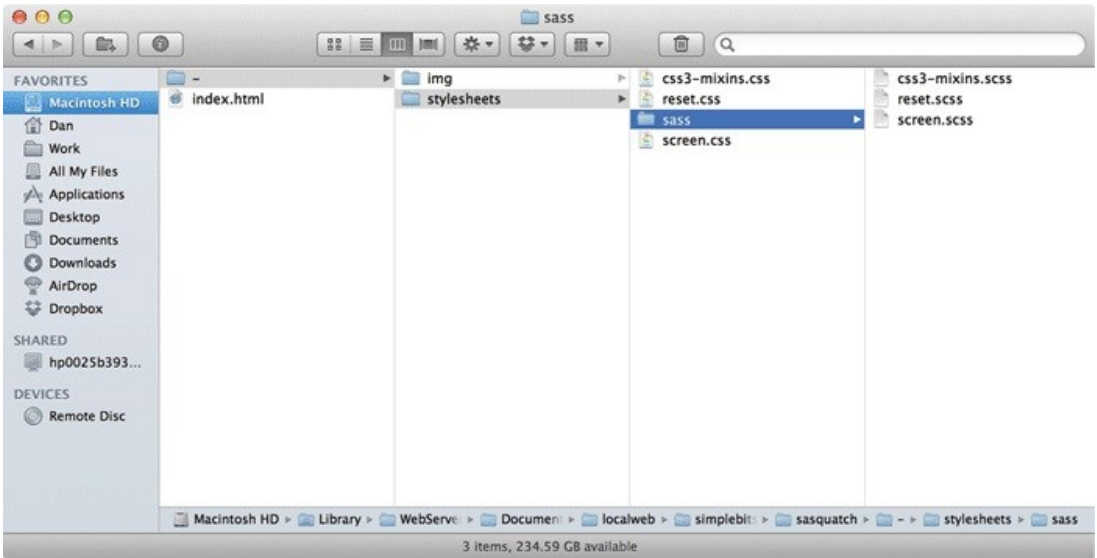 sass
FAVORITES
Macintosh HD
Dan
Work
All My Files
Applications
Desktop
Documents
Downloads
AirDrop
Dropbox
SHARED
hp0025b393...
DEVICES
Remote Disc
-
index.html
img
stylesheets
css3-mixins.css
reset.css
sass
screen.css
css3-mixins.scss
reset.scss
screen.scss
Macintosh HD Library WebServe Documen localweb simplebit sasquatch - stylesheets sass
3 items, 234.59 GB available